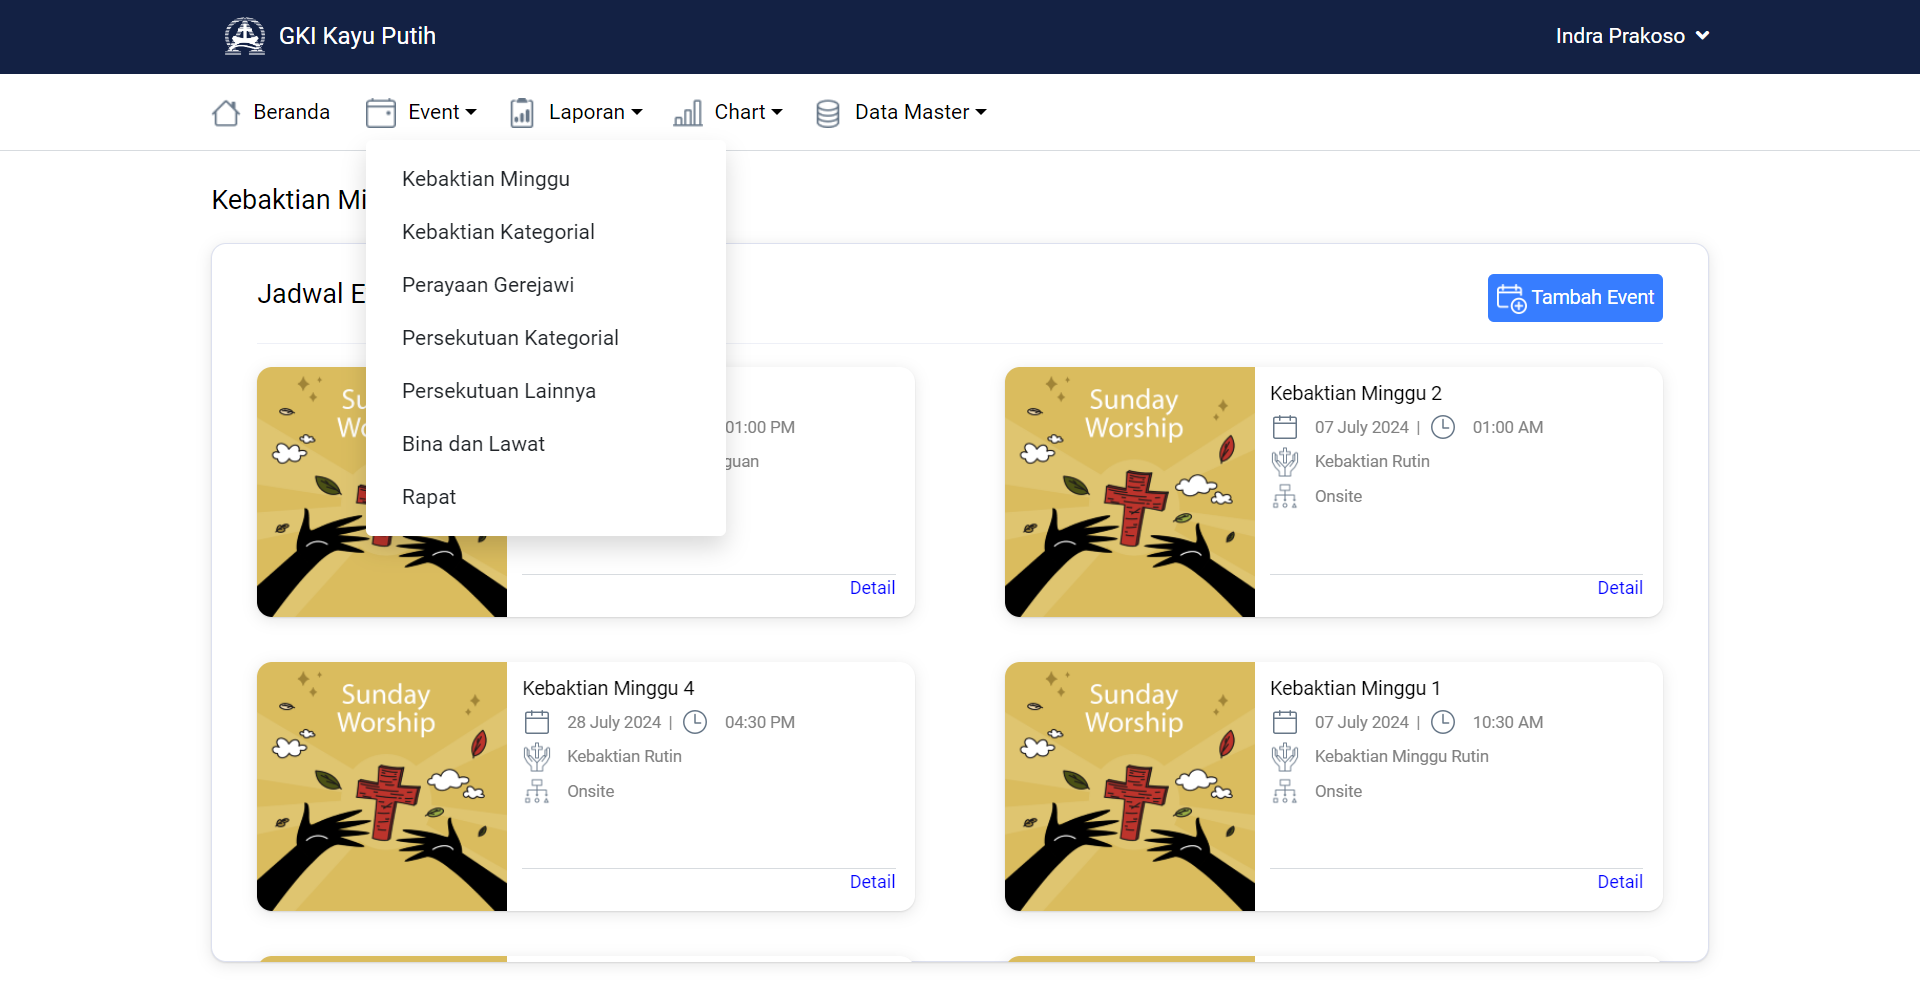 GKI Kayu Putih
Indra Prakoso
Beranda
Event
Laporan
Chart
Data Master
Kebaktian Minggu
Kebaktian Kategorial
Perayaan Gerejawi
Persekutuan Kategorial
Persekutuan Lainnya
Bina dan Lawat
Rapat
Kebaktian
Jadwal
Tambah Event
01:00 PM
Detail
Sunday
Worship
Kebaktian Minggu 2
07 July 2024 | 01:00 AM
Kebaktian Rutin
Onsite
Detail
Sunday
Worship
Kebaktian Minggu 4
28 July 2024 | 04:30 PM
Kebaktian Rutin
Onsite
Detail
Sunday
Worship
Kebaktian Minggu 1
07 July 2024 | 10:30 AM
Kebaktian Minggu Rutin
Onsite
Detail